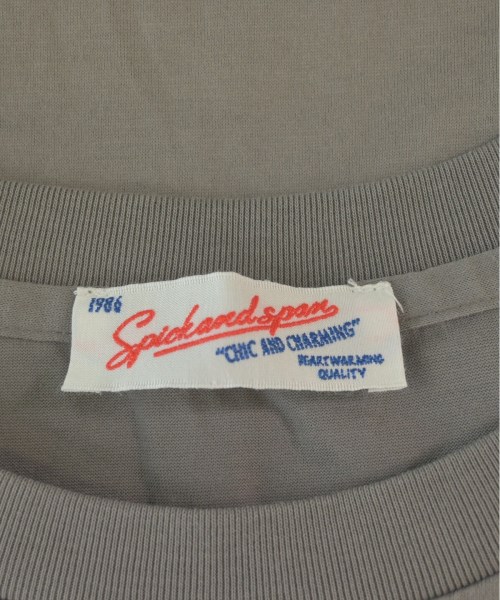 1986
Spick and span
"CHIC AND CHARMING"
HEARTWARMING
QUALITY